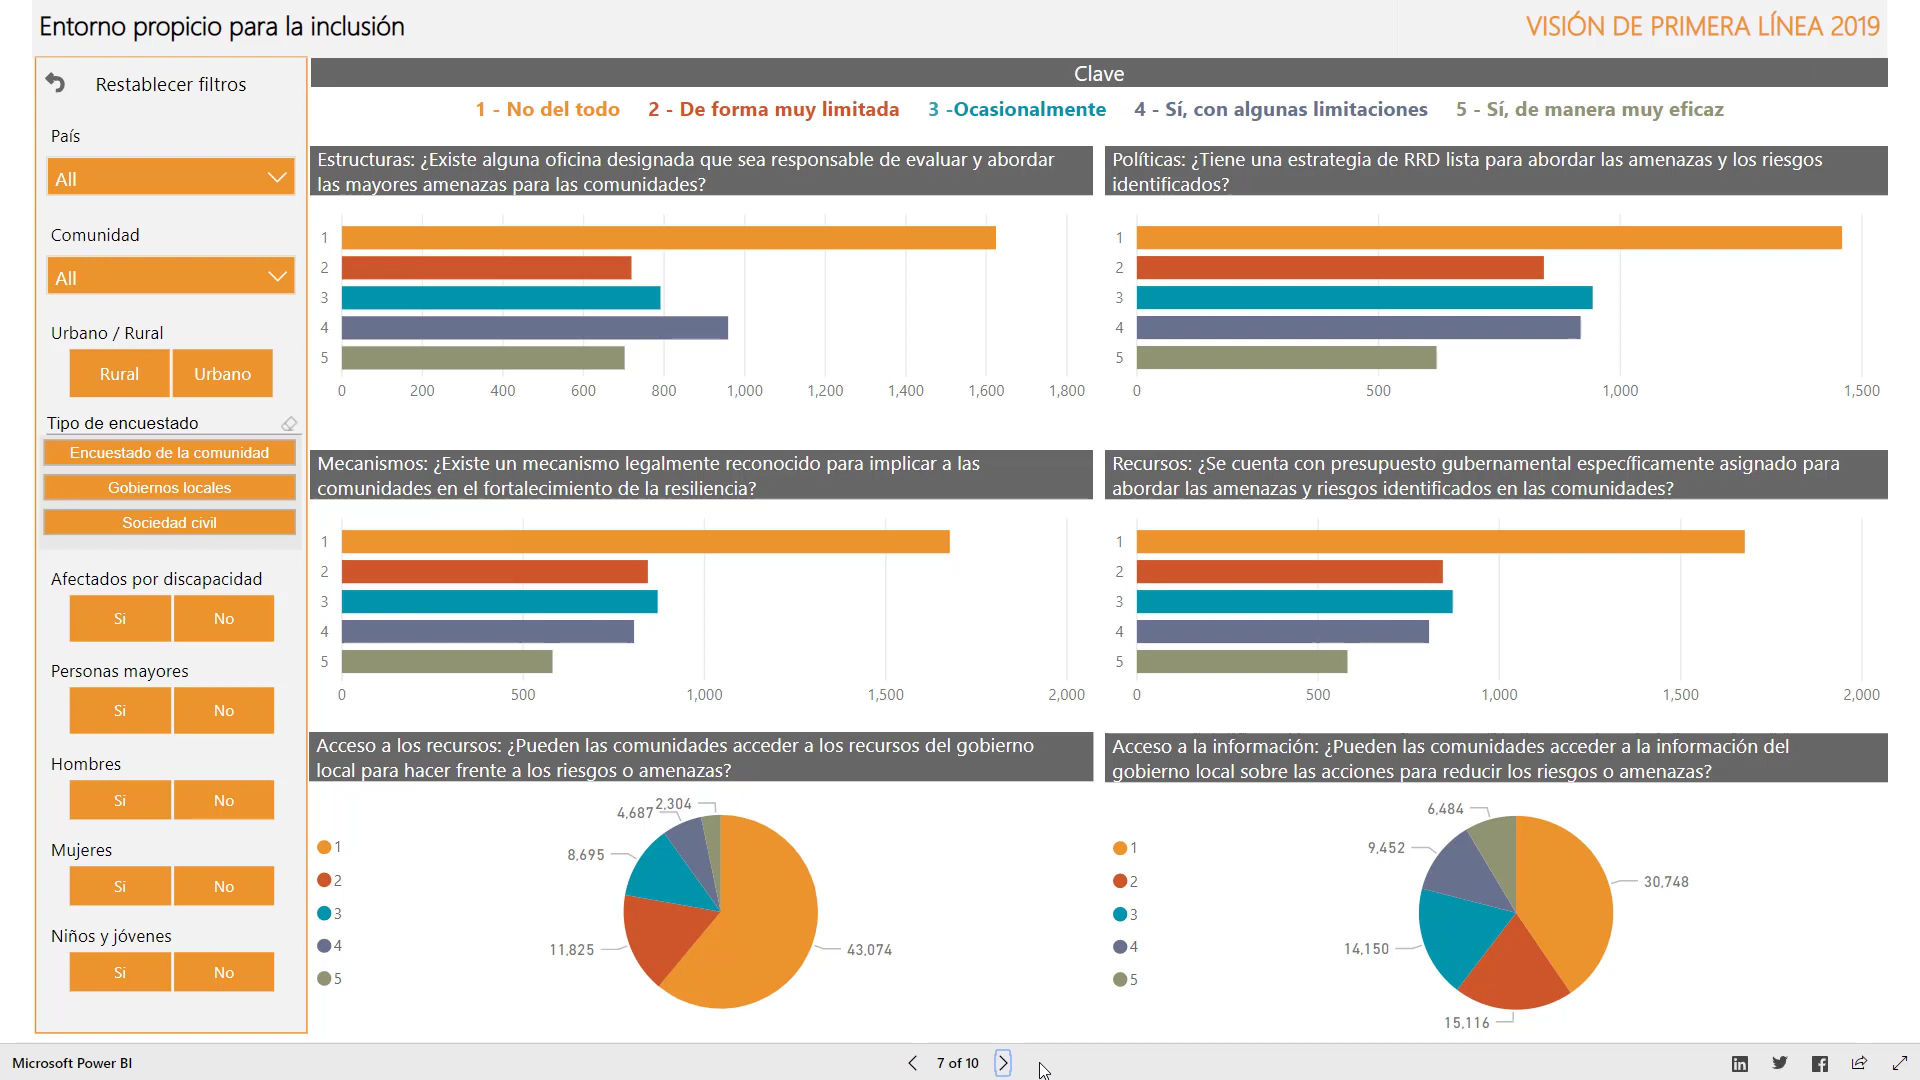 Entorno propicio para la inclusión
VISIÓN DE PRIMERA LÍNEA 2019
Restablecer filtros
País
All
Comunidad
All
Urbano / Rural
Rural
Urbano
Tipo de encuestado
Encuestado de la comunidad
Gobiernos locales
Sociedad civil
Afectados por discapacidad
Si
No
Personas mayores
Si
No
Hombres
Si
No
Mujeres
Si
No
Niños y jóvenes
Si
No
Clave
1 - No del todo
2 - De forma muy limitada
3 -Ocasionalmente
4 - Sí, con algunas limitaciones
5 - Sí, de manera muy eficaz
Estructuras: ¿Existe alguna oficina designada que sea responsable de evaluar y abordar
las mayores amenazas para las comunidades?
1
2
3
4
5
0 200 400 600 800 1,000 1,200 1,400 1,600 1,800
Políticas: ¿Tiene una estrategia de RRD lista para abordar las amenazas y los riesgos
identificados?
1
2
3
4
5
0 500 1,000 1,500
Mecanismos: ¿Existe un mecanismo legalmente reconocido para implicar a las
comunidades en el fortalecimiento de la resiliencia?
1
2
3
4
5
0 500 1,000 1,500 2,000
Recursos: ¿Se cuenta con presupuesto gubernamental específicamente asignado para
abordar las amenazas y riesgos identificados en las comunidades?
1
2
3
4
5
0 500 1,000 1,500 2,000
Acceso a los recursos: ¿Pueden las comunidades acceder a los recursos del gobierno
local para hacer frente a los riesgos o amenazas?
1
2
3
4
5
2,304
4,687
8,695
11,825
43,074
Acceso a la información: ¿Pueden las comunidades acceder a la información del
gobierno local sobre las acciones para reducir los riesgos o amenazas?
1
2
3
4
5
6,484
9,452
30,748
14,150
15,116
Microsoft Power BI
7 of 10